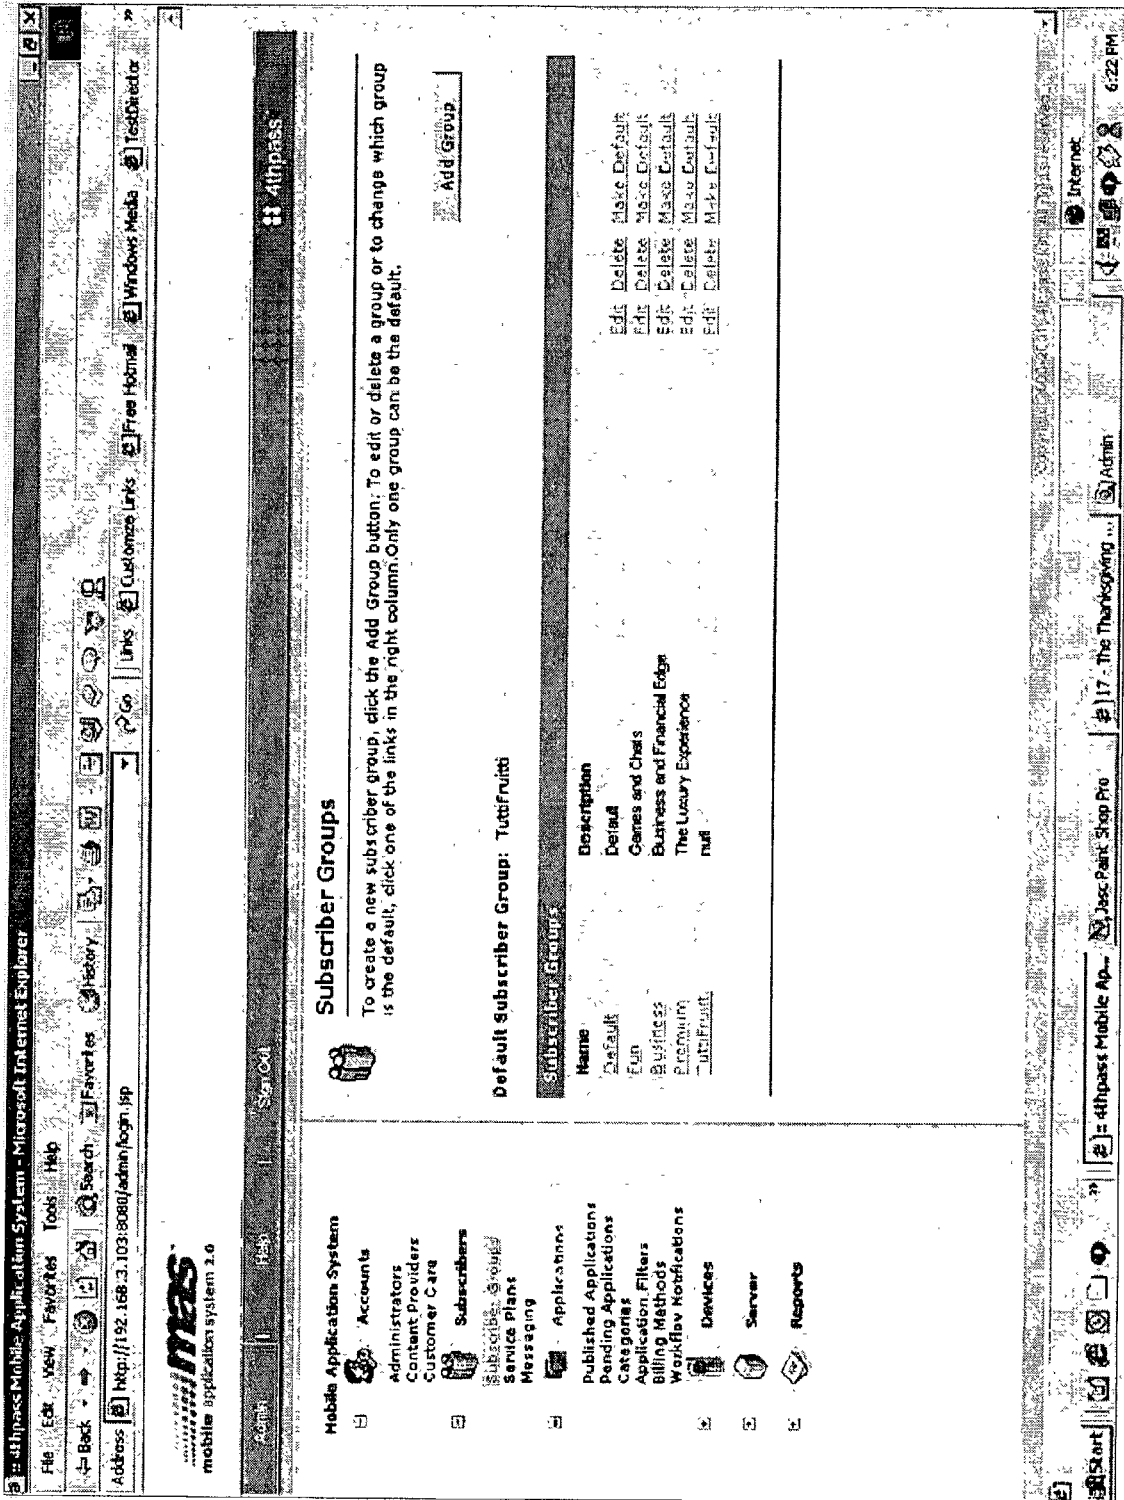 :: 4thpass Mobile Application System - Microsoft Internet Explorer
File Edit View Favorites Tools Help
Back Search Favorites History
Address http://192.168.3.103:8080/admin/login.jsp Go Links Customize Links Free Hotmail Windows Media TestDirector
mas
mobile application system 2.0
Admin | Help | Sign Out 4thpass
Mobile Application System
Accounts
Administrators
Content Providers
Customer Care
Subscribers
Subscriber Groups
Service Plans
Messaging
Applications
Published Applications
Pending Applications
Categories
Application Filters
Billing Methods
Workflow Notifications
Devices
Server
Reports
Subscriber Groups
To create a new subscriber group, click the Add Group button. To edit or delete a group or to change which group
is the default, click one of the links in the right column.Only one group can be the default.
Add Group
Default Subscriber Group: TuttiFruitti
Subscriber Groups
Name Description
Default Default Edit Delete Make Default
Fun Games and Chats Edit Delete Make Default
Business Business and Financial Edge Edit Delete Make Default
Premium The Luxury Experience Edit Delete Make Default
TuttiFruitti null Edit Delete Make Default
Internet
Start :: 4thpass Mobile Ap... Jasc Paint Shop Pro 17 - The Thanksgiving ... Admin 6:22 PM